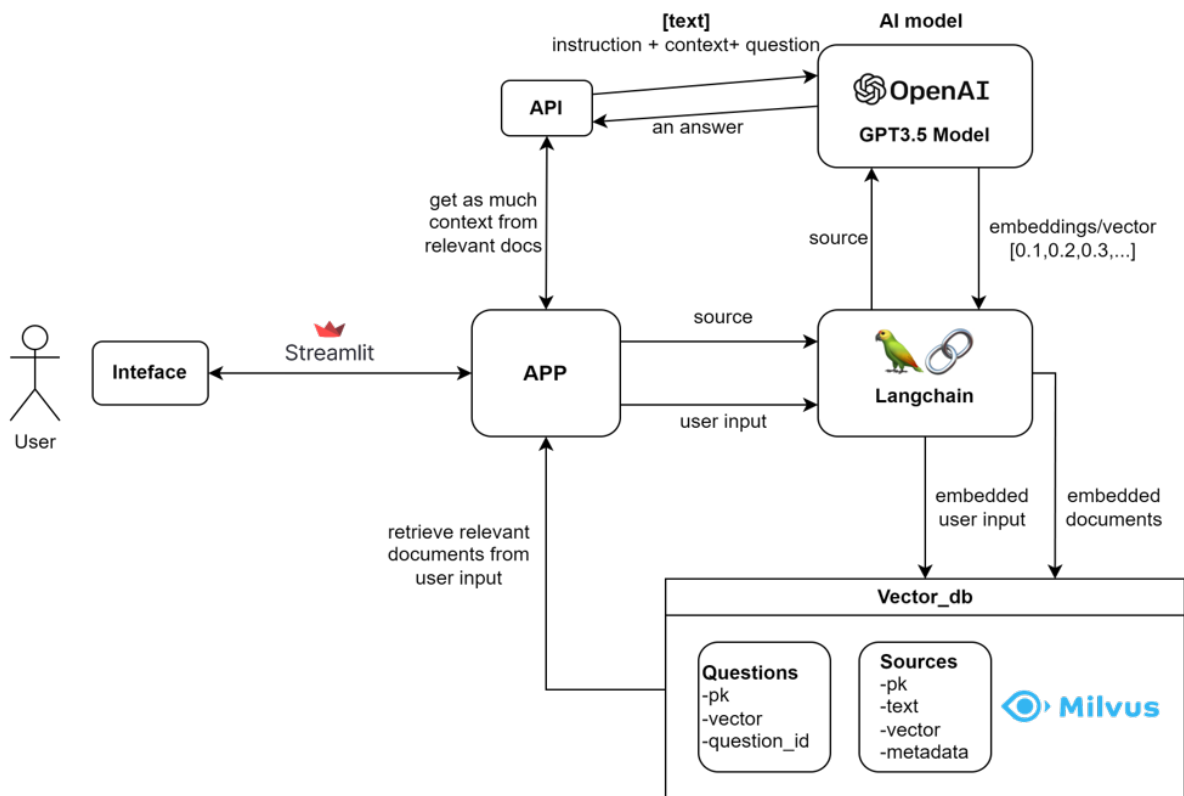 [text]
instruction + context+ question
AI model
API
OpenAI
GPT3.5 Model
an answer
get as much
context from
relevant docs
source
embeddings/vector
[0.1,0.2,0.3,...]
User
Inteface
Streamlit
APP
source
user input
Langchain
retrieve relevant
documents from
user input
embedded
user input
embedded
documents
Vector_db
Questions
-pk
-vector
-question_id
Sources
-pk
-text
-vector
-metadata
Milvus